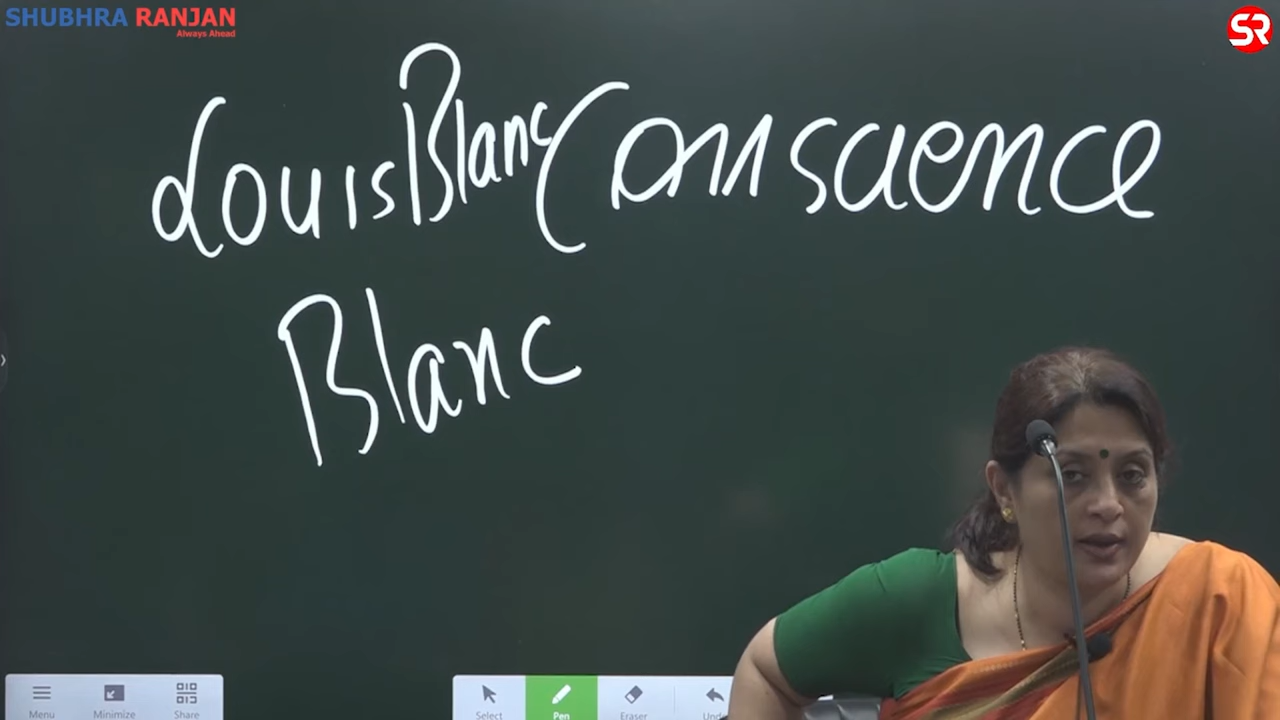 SHUBHRA RANJAN
Always Ahead
SR
Louis Blanc Conscience
Blanc
Menu
Minimize
Share
Select
Pen
Eraser